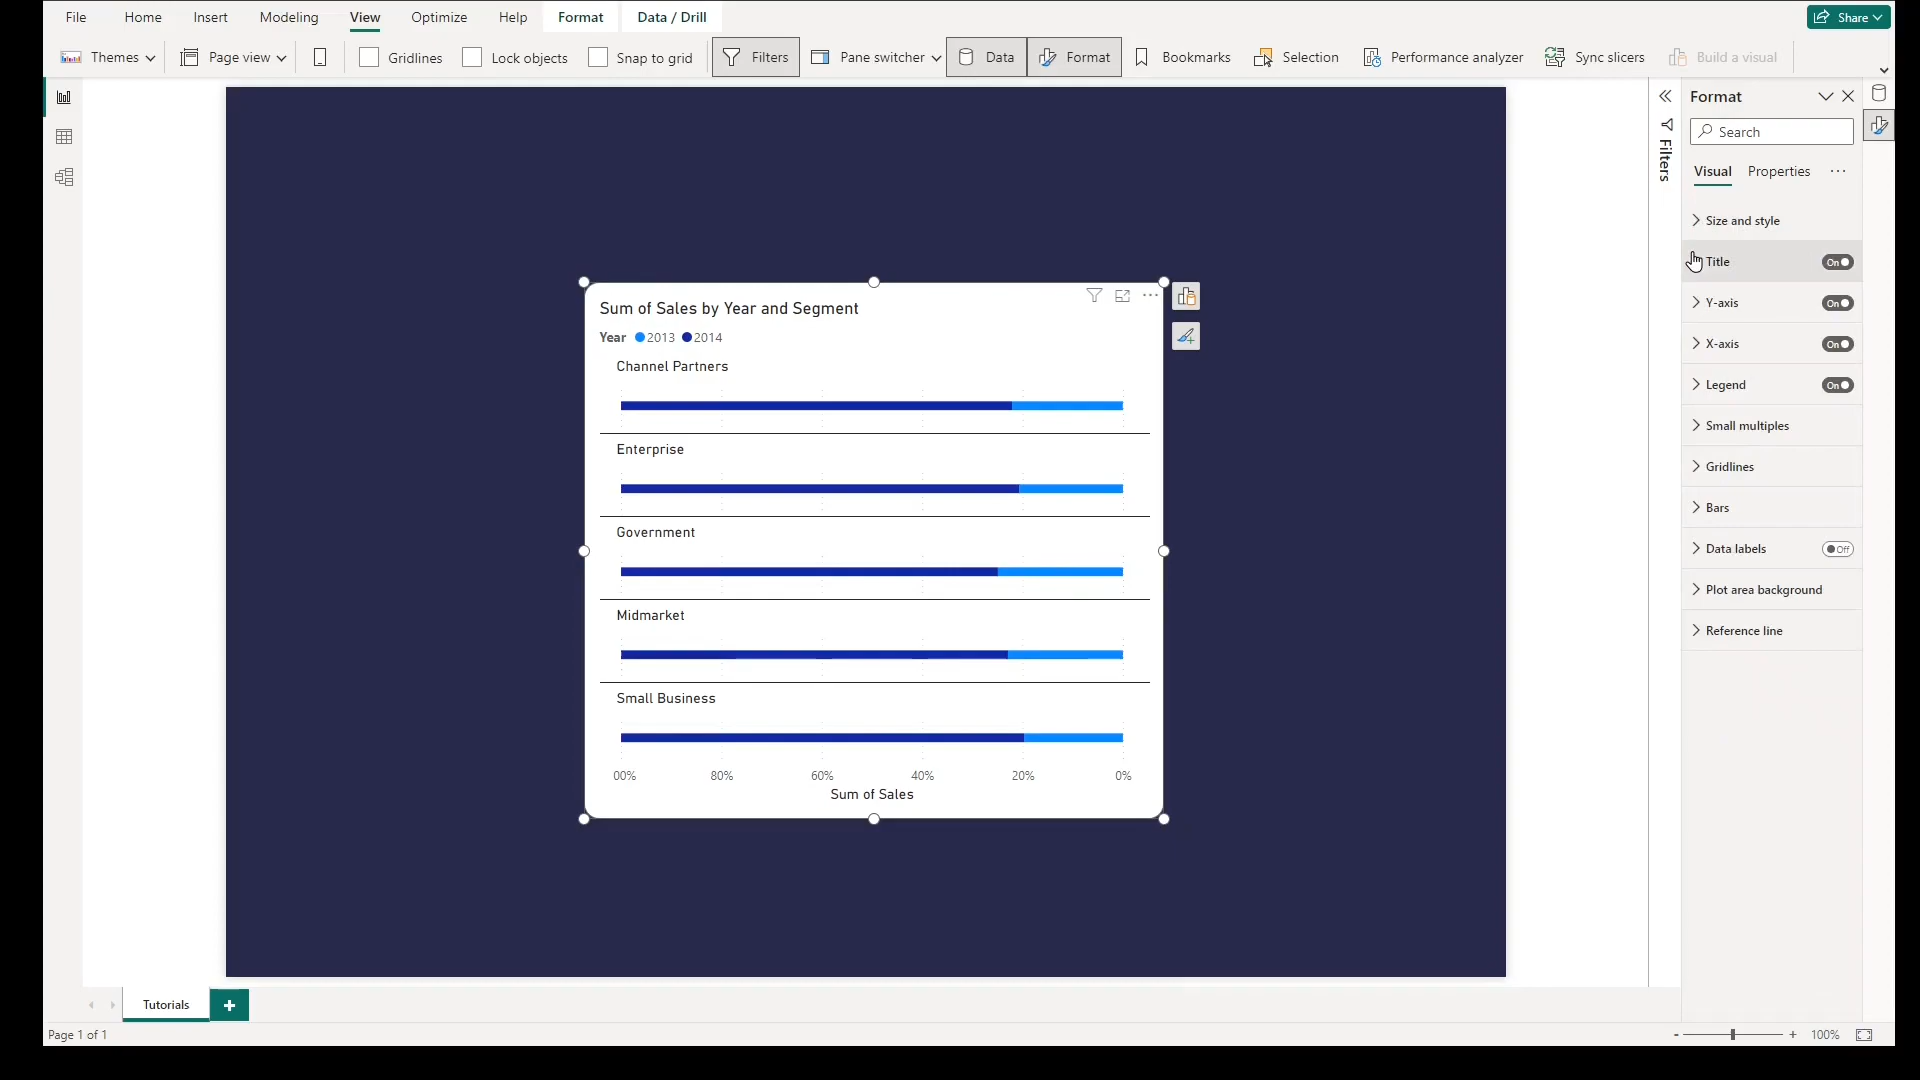 File Home Insert Modeling View Optimize Help Format Data / Drill Share
Themes Page view Gridlines Lock objects Snap to grid Filters Pane switcher Data Format Bookmarks Selection Performance analyzer Sync slicers Build a visual
Format
Search
Filters
Visual Properties ...
Size and style
Title On
Y-axis On
X-axis On
Legend On
Small multiples
Gridlines
Bars
Data labels Off
Plot area background
Reference line
Sum of Sales by Year and Segment
Year 2013 2014
Channel Partners
Enterprise
Government
Midmarket
Small Business
00% 80% 60% 40% 20% 0%
Sum of Sales
Tutorials +
Page 1 of 1 - + 100%